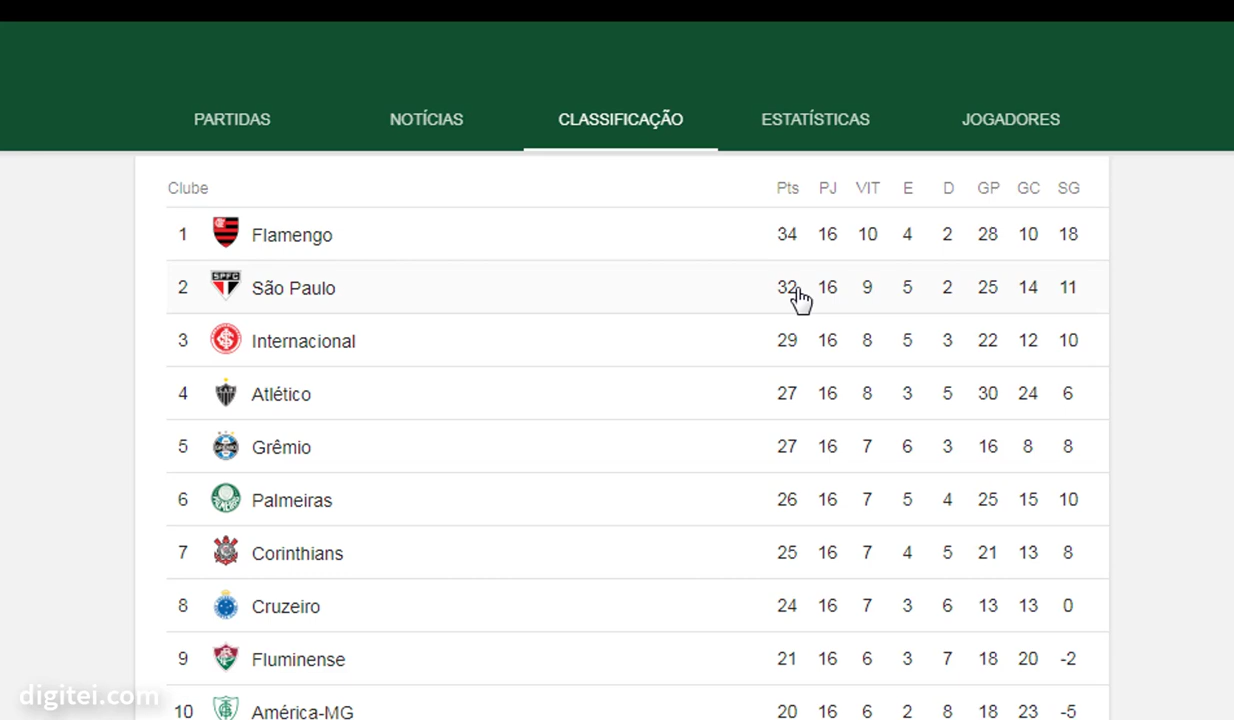 PARTIDAS NOTÍCIAS CLASSIFICAÇÃO ESTATÍSTICAS JOGADORES
Clube Pts PJ VIT E D GP GC SG
1 Flamengo 34 16 10 4 2 28 10 18
2 SPFC São Paulo 32 16 9 5 2 25 14 11
3 Internacional 29 16 8 5 3 22 12 10
4 Atlético 27 16 8 3 5 30 24 6
5 Grêmio 27 16 7 6 3 16 8 8
6 Palmeiras 26 16 7 5 4 25 15 10
7 Corinthians 25 16 7 4 5 21 13 8
8 Cruzeiro 24 16 7 3 6 13 13 0
9 Fluminense 21 16 6 3 7 18 20 -2
10 América-MG 20 16 6 2 8 18 23 -5
digitei.com